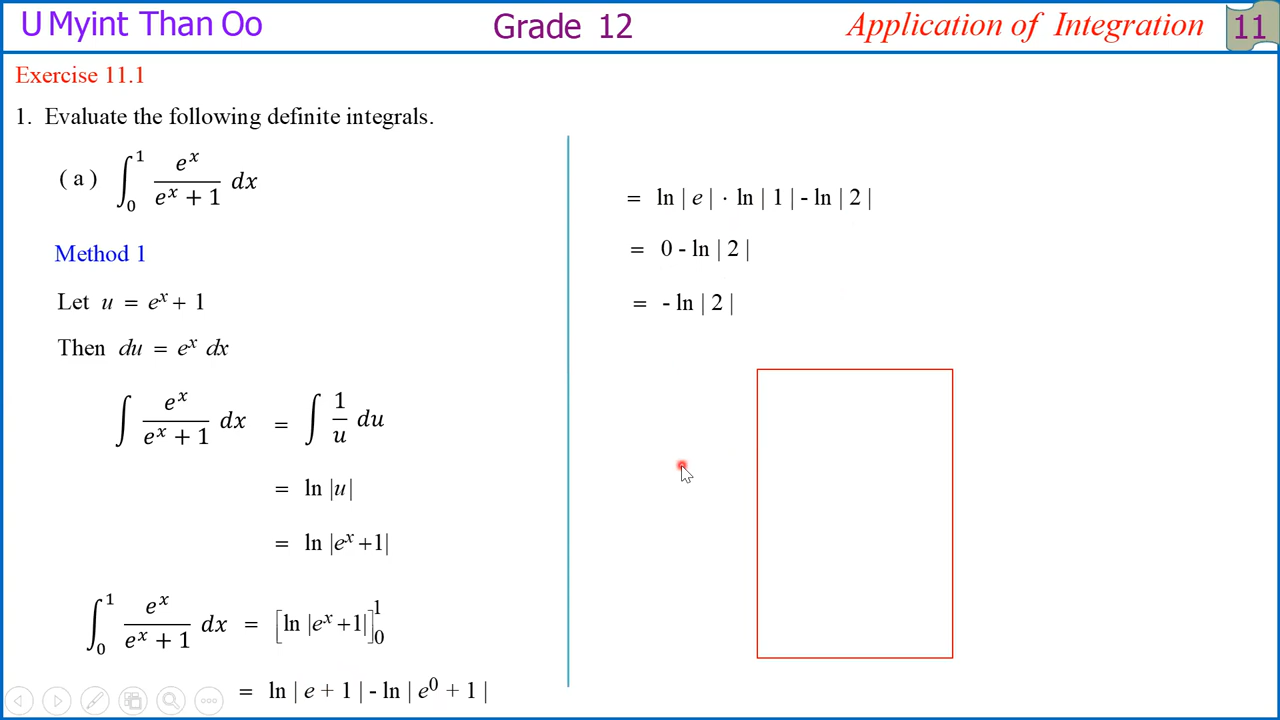 U Myint Than Oo
Grade 12
Application of Integration
11
Exercise 11.1
1. Evaluate the following definite integrals.
( a ) ∫₀¹ eˣ / (eˣ + 1) dx
Method 1
Let u = eˣ + 1
Then du = eˣ dx
∫ eˣ / (eˣ + 1) dx = ∫ 1/u du
= ln |u|
= ln |eˣ +1|
∫₀¹ eˣ / (eˣ + 1) dx = [ln |eˣ +1|]₀¹
= ln | e + 1 | - ln | e⁰ + 1 |
= ln | e | · ln | 1 | - ln | 2 |
= 0 - ln | 2 |
= - ln | 2 |